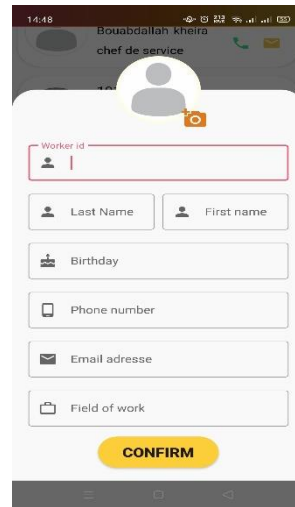 14:48
Bouabdallah kheira
chef de service
Worker id
Last Name
First name
Birthday
Phone number
Email adresse
Field of work
CONFIRM